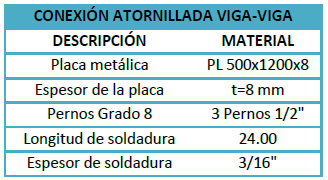 CONEXIÓN ATORNILLADA VIGA-VIGA
DESCRIPCIÓN MATERIAL
Placa metálica PL 500x1200x8
Espesor de la placa t=8 mm
Pernos Grado 8 3 Pernos 1/2"
Longitud de soldadura 24.00
Espesor de soldadura 3/16"